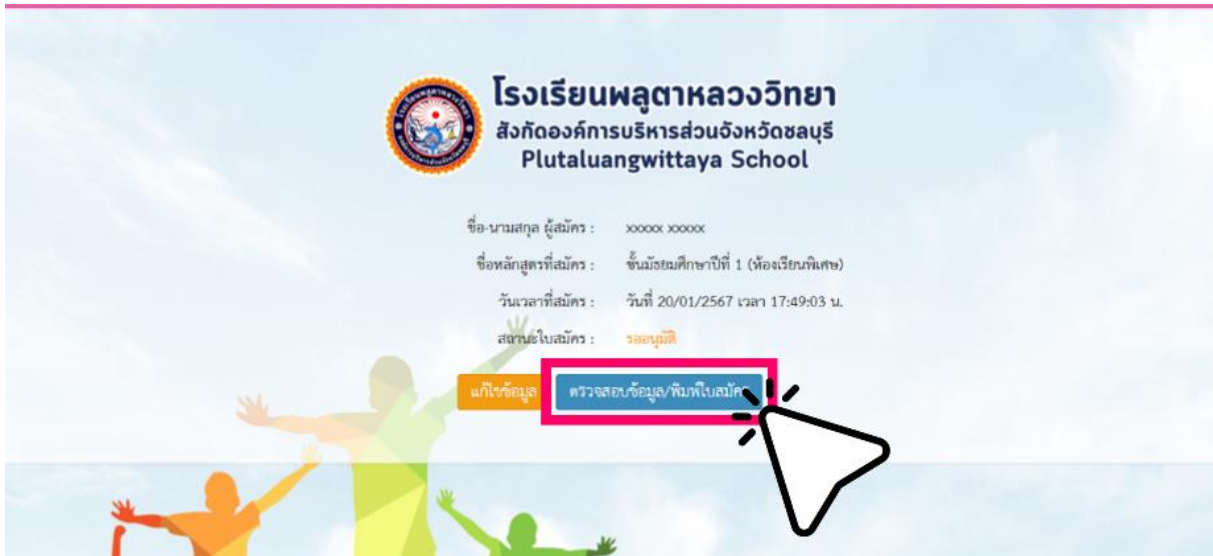 โรงเรียนพลูตาหลวงวิทยา
สังกัดองค์การบริหารส่วนจังหวัดชลบุรี
Plutaluangwittaya School
ชื่อ-นามสกุล ผู้สมัคร : xxxxx xxxxx
ชื่อหลักสูตรที่สมัคร : ชั้นมัธยมศึกษาปีที่ 1 (ห้องเรียนพิเศษ)
วันเวลาที่สมัคร : วันที่ 20/01/2567 เวลา 17:49:03 น.
สถานะใบสมัคร : รออนุมัติ
แก้ไขข้อมูล ตรวจสอบข้อมูล/พิมพ์ใบสมัคร